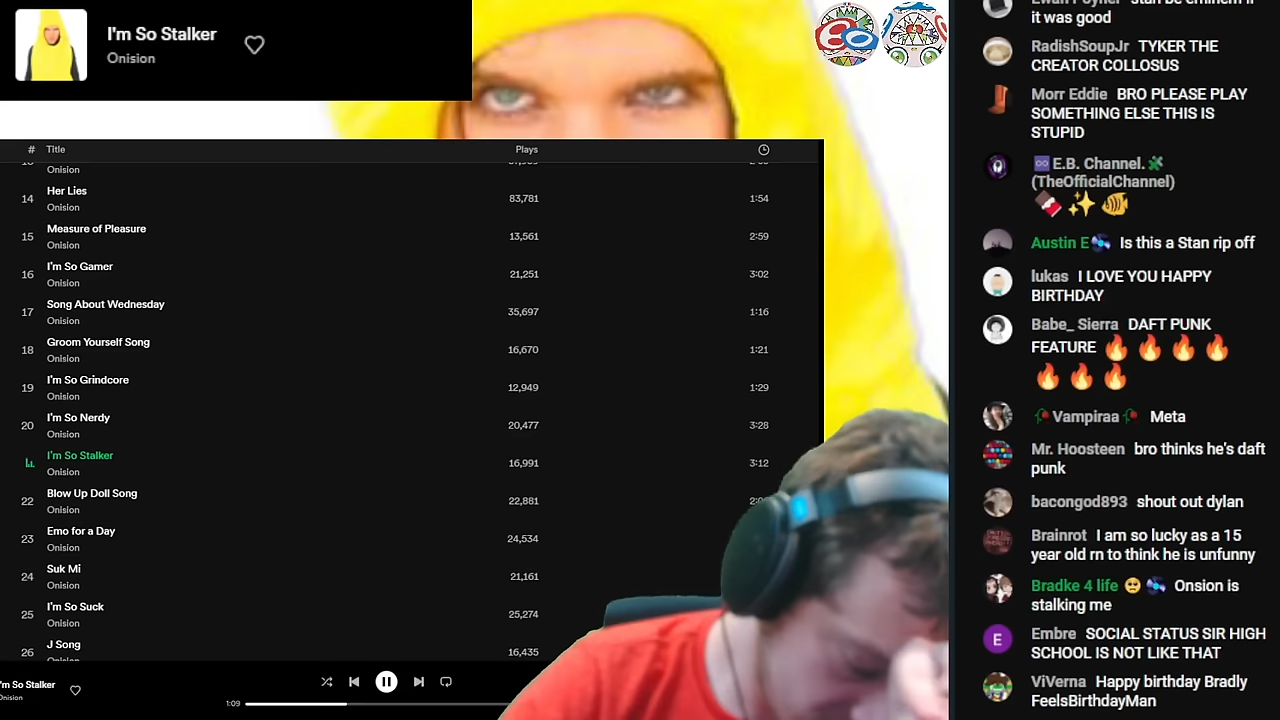 I'm So Stalker
Onision
# Title Plays
Onision
14 Her Lies 83,781 1:54
Onision
15 Measure of Pleasure 13,561 2:59
Onision
16 I'm So Gamer 21,251 3:02
Onision
17 Song About Wednesday 35,697 1:16
Onision
18 Groom Yourself Song 16,670 1:21
Onision
19 I'm So Grindcore 12,949 1:29
Onision
20 I'm So Nerdy 20,477 3:28
Onision
I'm So Stalker 16,991 3:12
Onision
22 Blow Up Doll Song 22,881
Onision
23 Emo for a Day 24,534
Onision
24 Suk Mi 21,161
Onision
25 I'm So Suck 25,274
Onision
26 J Song 16,435
'm So Stalker
Onision
1:09
it was good
RadishSoupJr TYKER THE
CREATOR COLLOSUS
Morr Eddie BRO PLEASE PLAY
SOMETHING ELSE THIS IS
STUPID
E.B. Channel.
(TheOfficialChannel)
Austin E Is this a Stan rip off
lukas I LOVE YOU HAPPY
BIRTHDAY
Babe_ Sierra DAFT PUNK
FEATURE 🔥 🔥 🔥 🔥
🔥 🔥 🔥
Vampiraa Meta
Mr. Hoosteen bro thinks he's daft
punk
bacongod893 shout out dylan
Brainrot I am so lucky as a 15
year old rn to think he is unfunny
Bradke 4 life 🥺 Onsion is
stalking me
E
Embre SOCIAL STATUS SIR HIGH
SCHOOL IS NOT LIKE THAT
ViVerna Happy birthday Bradly
FeelsBirthdayMan